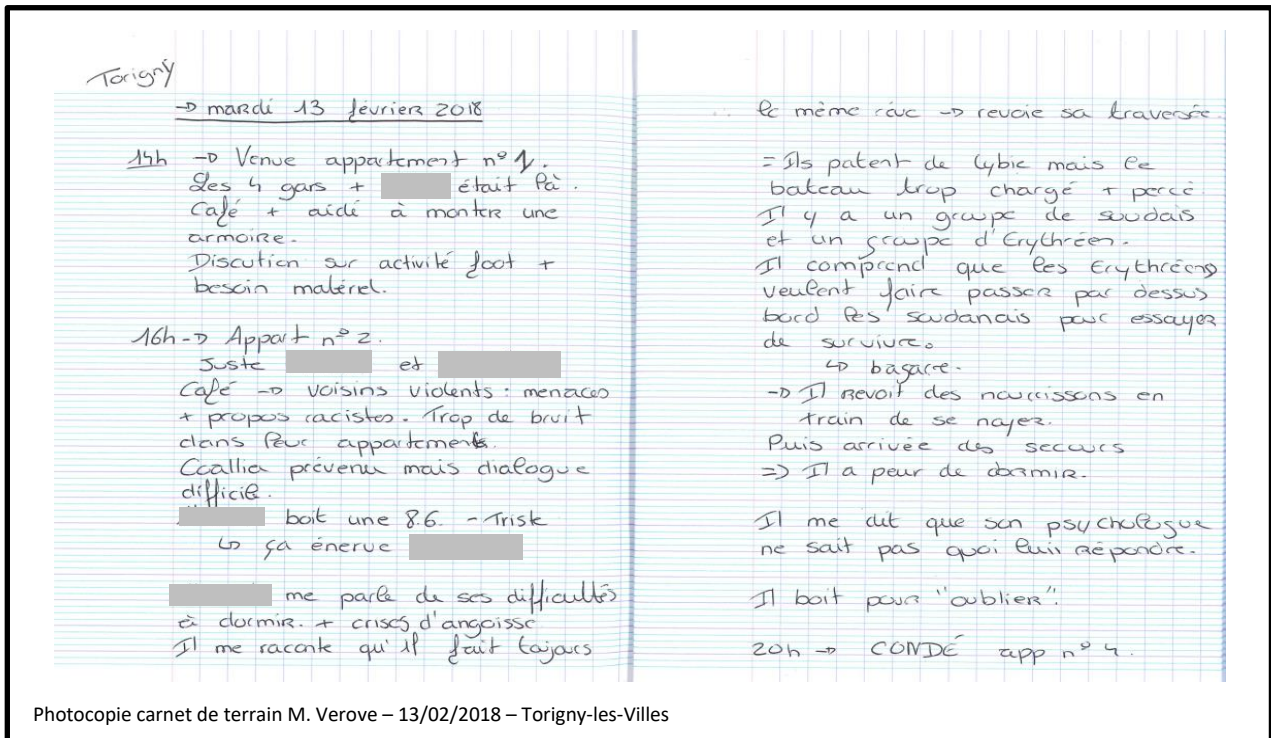 Torigny
→ mardi 13 février 2018
14h → Venue appartement n° 1.
Les 4 gars + était là.
Café + aidé à monter une
armoire.
Discution sur activité foot +
besoin matériel.
16h → Appart n° 2.
Juste et
Café → voisins violents : menaces
+ propos racistes. Trop de bruit
dans leur appartement.
Coallia prévenu mais dialogue
difficile.
boit une 8.6. - Triste
↳ ça énerve
me parle de ses difficultés
à dormir. + crises d'angoisse
Il me raconte qu'il fait toujours
le même rêve → revoie sa traversée.
= Ils patent de Lybie mais le
bateau trop chargé + percé
Il y a un groupe de soudais
et un groupe d'Erythréen.
Il comprend que les Erythréens
veulent faire passer par dessus
bord les soudanais pour essayer
de survivre.
↳ bagarre.
→ Il revoit des nourrissons en
train de se noyer.
Puis arrivée des secours
=> Il a peur de dormir.
Il me dit que son psychologue
ne sait pas quoi luis répondre.
Il boit pour "oublier".
20h → CONDÉ app n° 4.
Photocopie carnet de terrain M. Verove – 13/02/2018 – Torigny-les-Villes